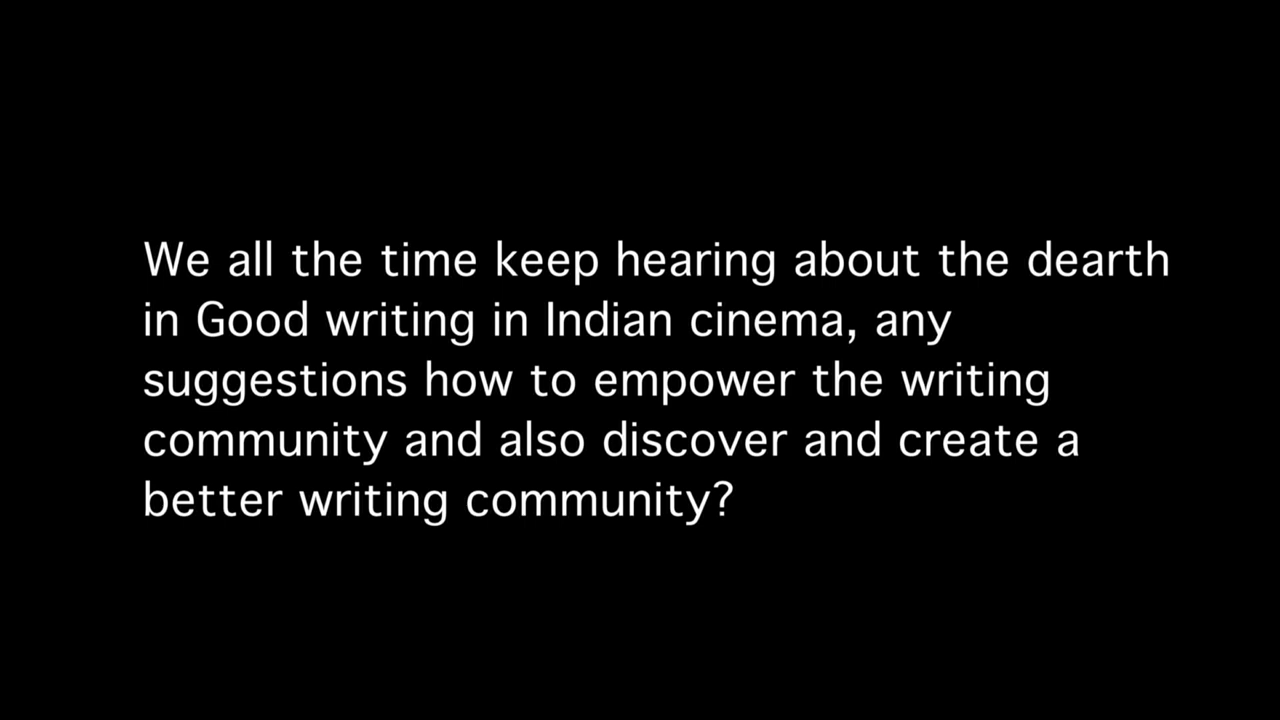 We all the time keep hearing about the dearth
in Good writing in Indian cinema, any
suggestions how to empower the writing
community and also discover and create a
better writing community?